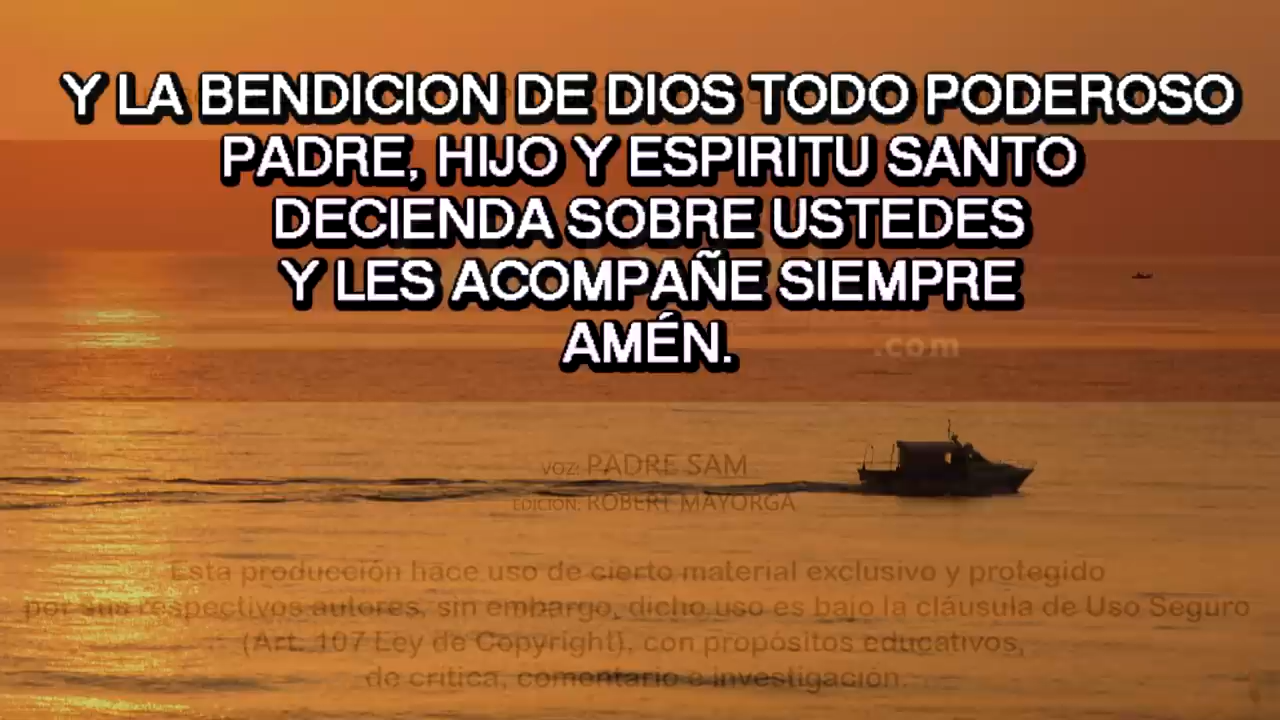 Y LA BENDICION DE DIOS TODO PODEROSO
PADRE, HIJO Y ESPIRITU SANTO
DECIENDA SOBRE USTEDES
Y LES ACOMPAÑE SIEMPRE
AMÉN.
.com
VOZ: PADRE SAM
EDICIÓN: ROBERT MAYORGA
Esta producción hace uso de cierto material exclusivo y protegido
por sus respectivos autores, sin embargo, dicho uso es bajo la cláusula de Uso Seguro
(Art. 107 Ley de Copyright), con propósitos educativos,
de crítica, comentario e investigación.